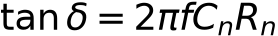 tan δ = 2πfCₙRₙ